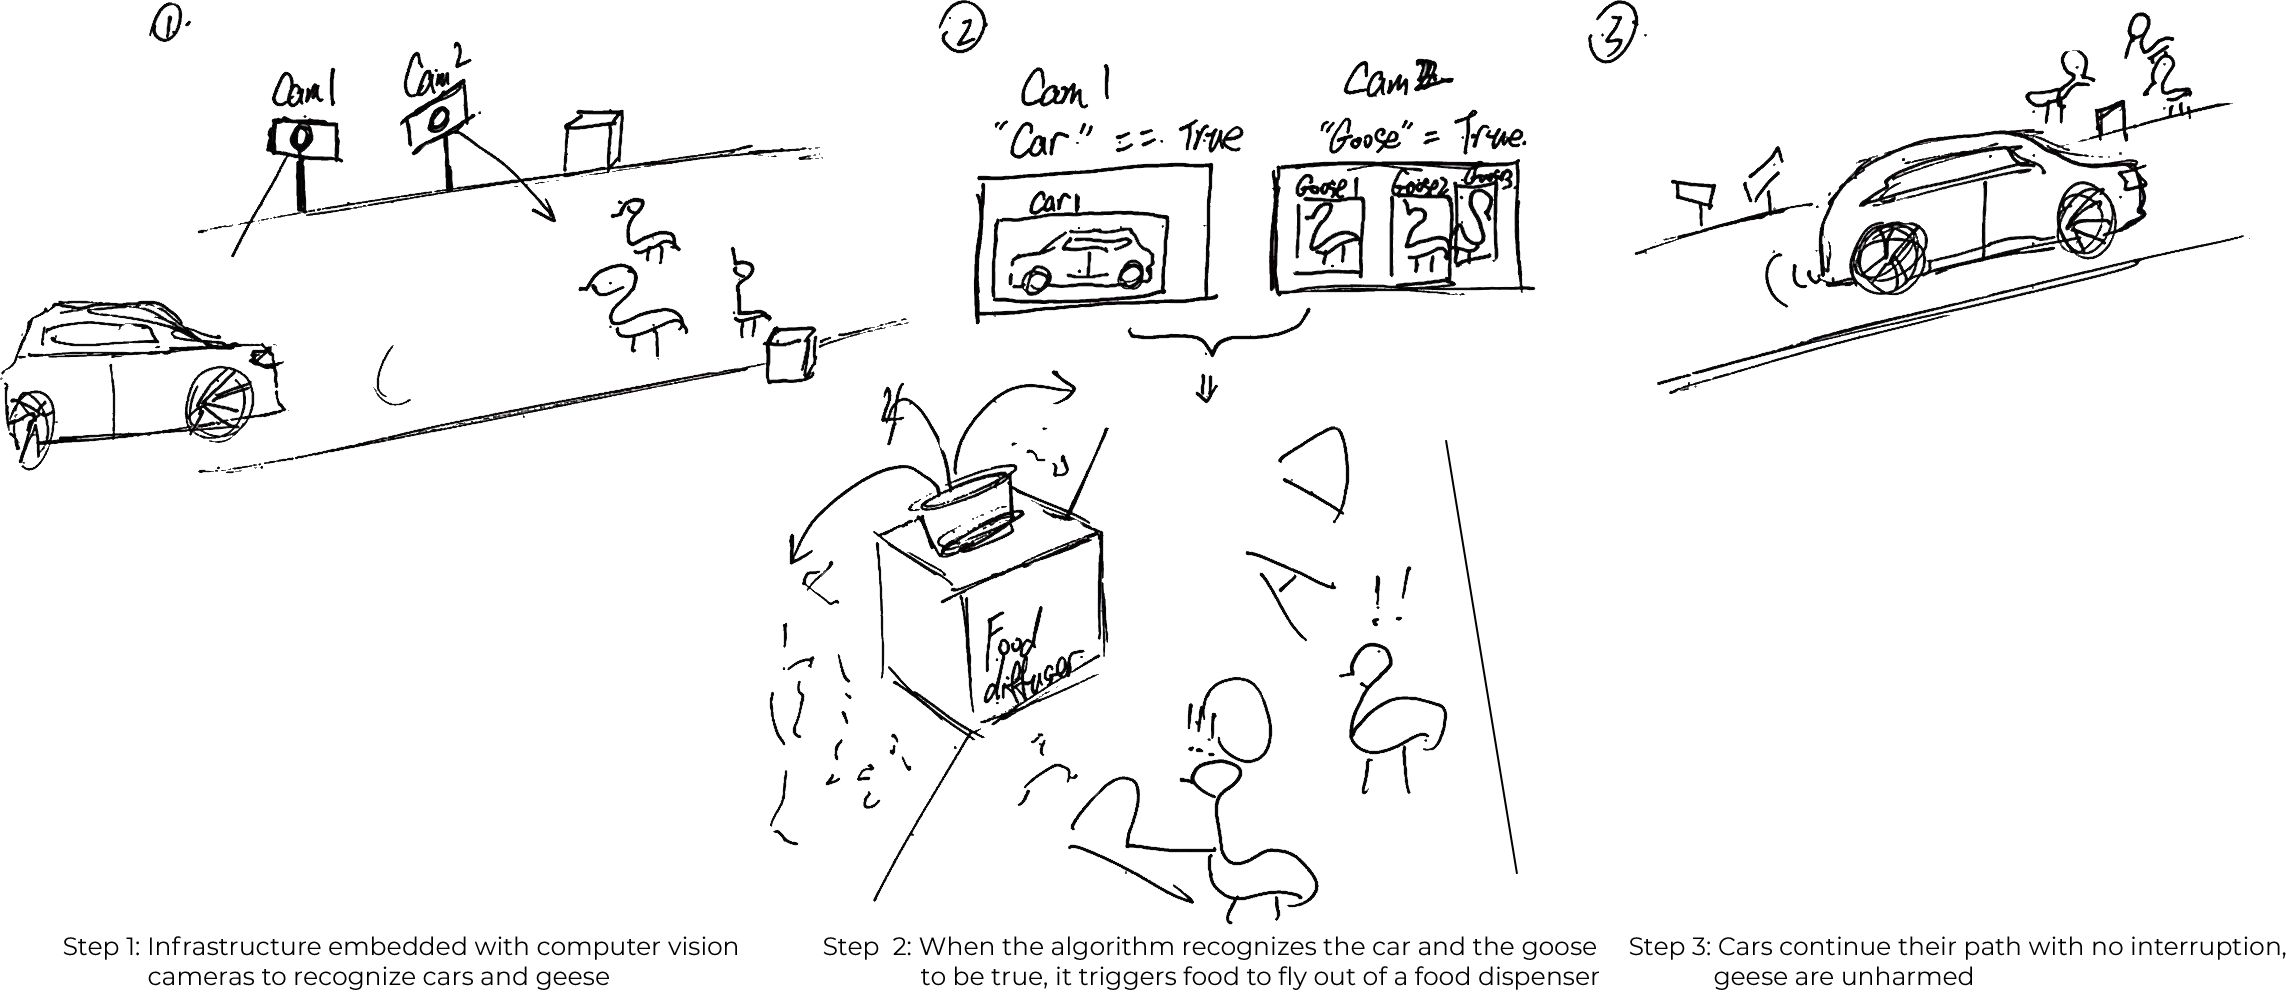 1.
Cam 1
Cam 2
2
Cam 1
"Car" == True
Car 1
Cam 2
"Goose" = True.
Goose 1
Goose2
Goose3
Food
diffuser
!!
!!!
3
Step 1: Infrastructure embedded with computer vision
cameras to recognize cars and geese
Step 2: When the algorithm recognizes the car and the goose
to be true, it triggers food to fly out of a food dispenser
Step 3: Cars continue their path with no interruption,
geese are unharmed